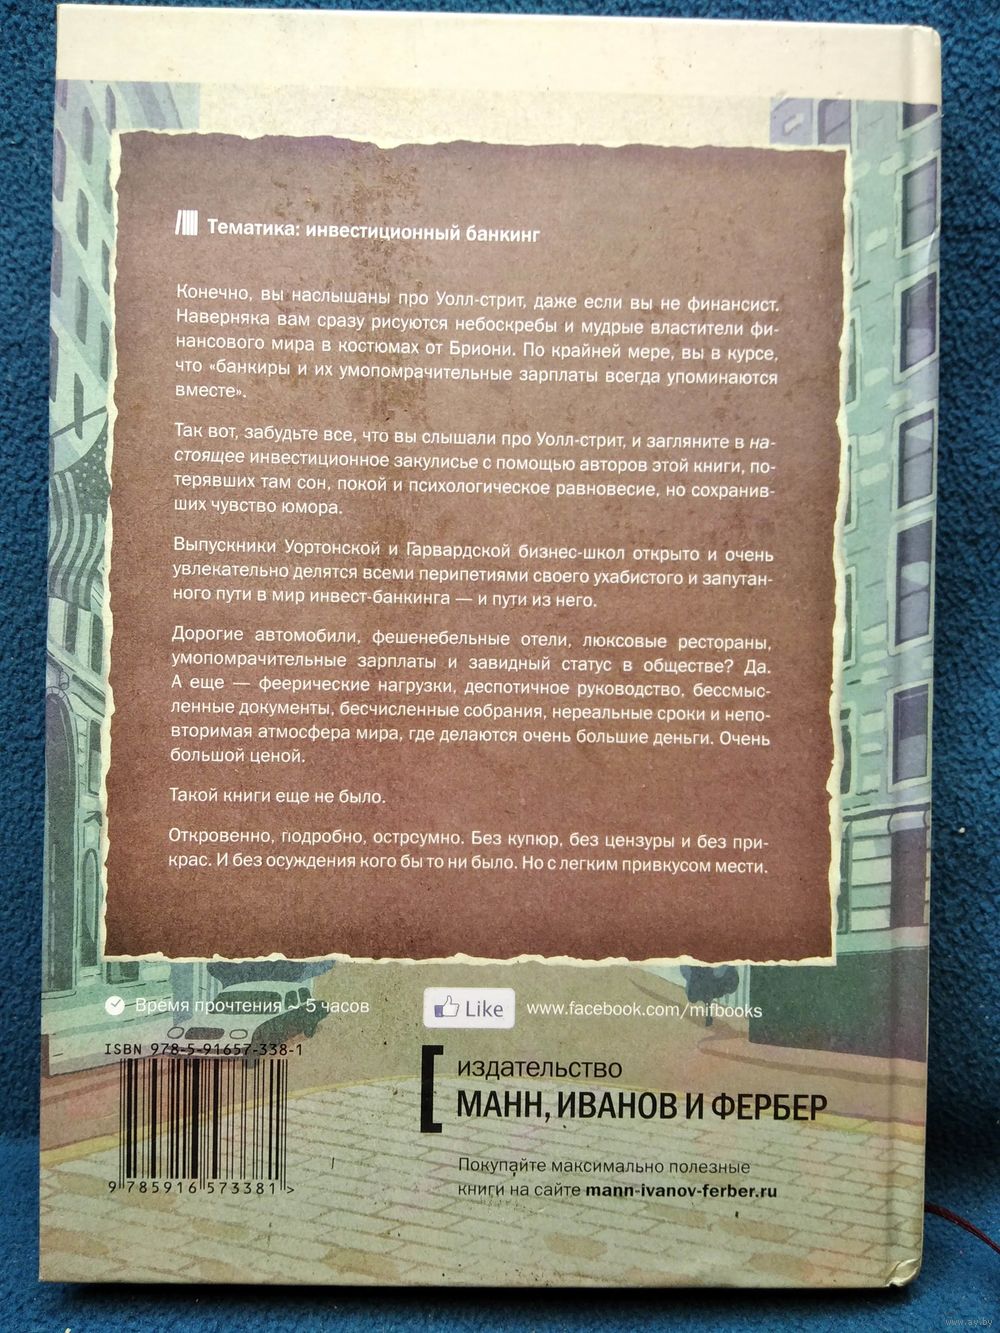 Тематика: инвестиционный банкинг
Конечно, вы наслышаны про Уолл-стрит, даже если вы не финансист.
Наверняка вам сразу рисуются небоскребы и мудрые властители фи-
нансового мира в костюмах от Бриони. По крайней мере, вы в курсе,
что «банкиры и их умопомрачительные зарплаты всегда упоминаются
вместе».
Так вот, забудьте все, что вы слышали про Уолл-стрит, и загляните в на-
стоящее инвестиционное закулисье с помощью авторов этой книги, по-
терявших там сон, покой и психологическое равновесие, но сохранив-
ших чувство юмора.
Выпускники Уортонской и Гарвардской бизнес-школ открыто и очень
увлекательно делятся всеми перипетиями своего ухабистого и запутан-
ного пути в мир инвест-банкинга — и пути из него.
Дорогие автомобили, фешенебельные отели, люксовые рестораны,
умопомрачительные зарплаты и завидный статус в обществе? Да.
А еще — феерические нагрузки, деспотичное руководство, бессмыс-
ленные документы, бесчисленные собрания, нереальные сроки и непо-
вторимая атмосфера мира, где делаются очень большие деньги. Очень
большой ценой.
Такой книги еще не было.
Откровенно, подробно, остроумно. Без купюр, без цензуры и без при-
крас. И без осуждения кого бы то ни было. Но с легким привкусом мести.
Время прочтения ~ 5 часов
Like www.facebook.com/mifbooks
ISBN 978-5-91657-338-1
9 785916 573381 >
издательство
МАНН, ИВАНОВ И ФЕРБЕР
Покупайте максимально полезные
книги на сайте mann-ivanov-ferber.ru
www.ay.by